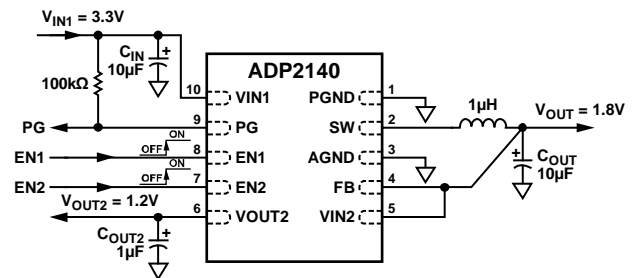 V_IN1 = 3.3V
C_IN
10µF
+
100kΩ
PG
EN1
EN2
OFF ON
OFF ON
V_OUT2 = 1.2V
C_OUT2
1µF
+
ADP2140
10 VIN1
9 PG
8 EN1
7 EN2
6 VOUT2
PGND 1
SW 2
AGND 3
FB 4
VIN2 5
1µH
V_OUT = 1.8V
+
C_OUT
10µF